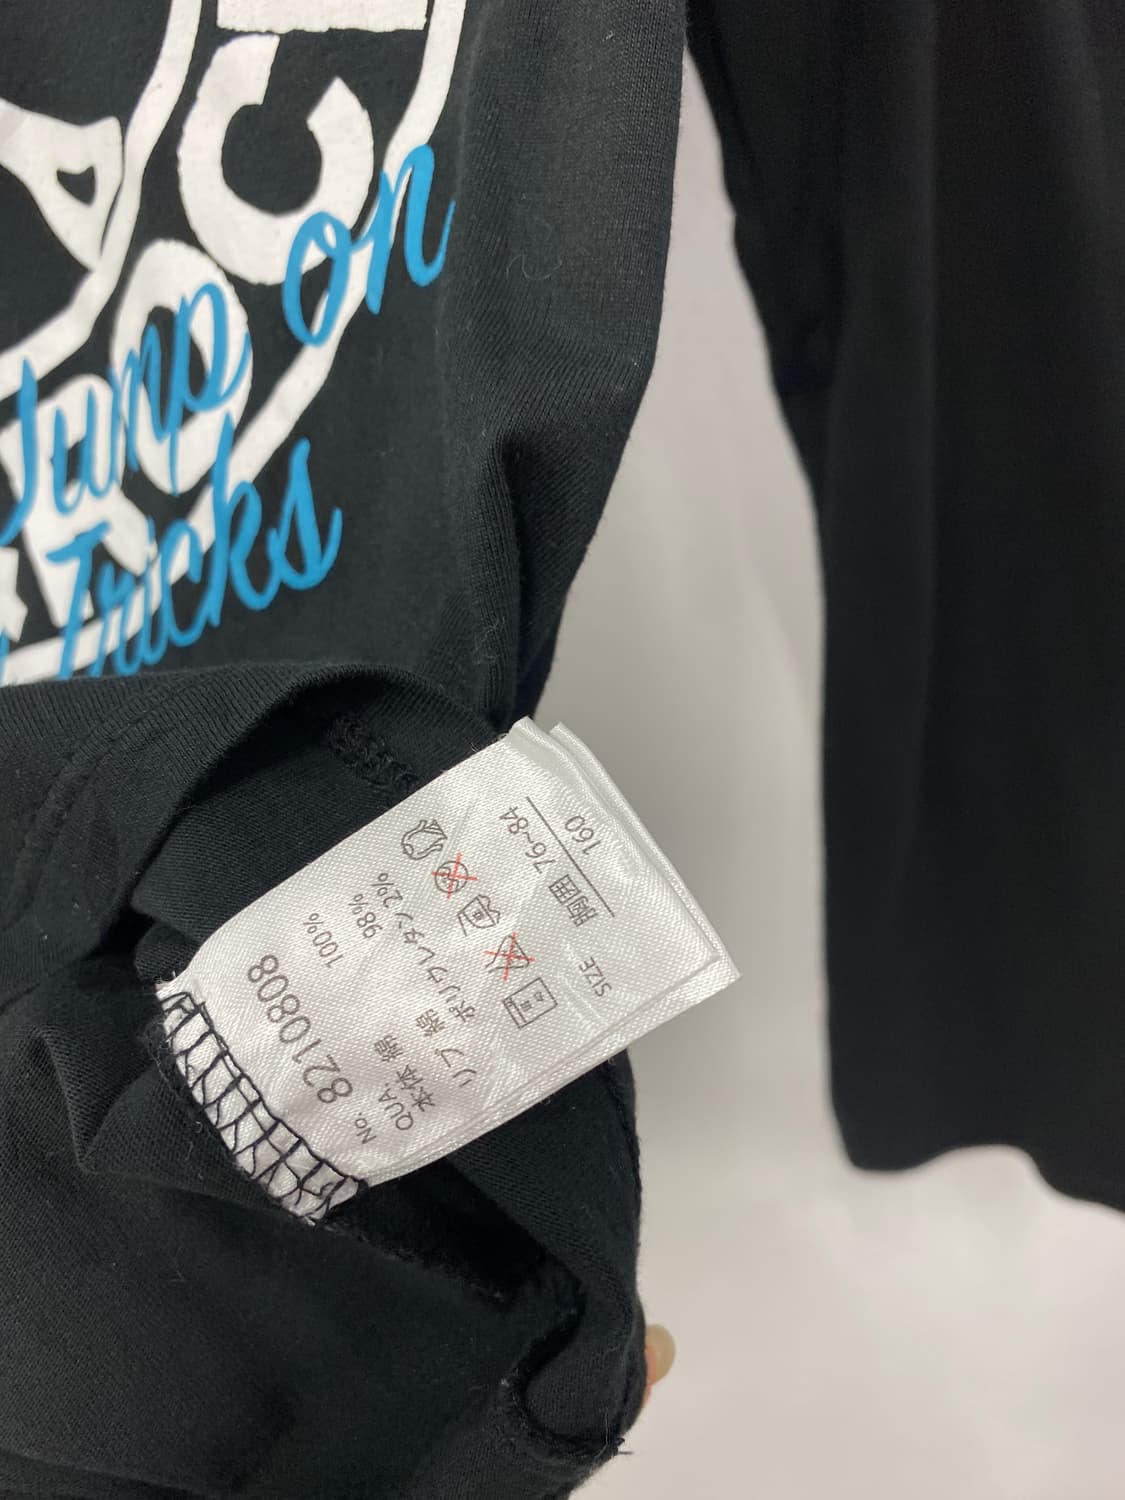 Jump on
Tricks
No. 8210808
QUA.
本体 綿 100%
リブ 綿 98%
ポリウレタン 2%
SIZE 160
胸囲 76~84